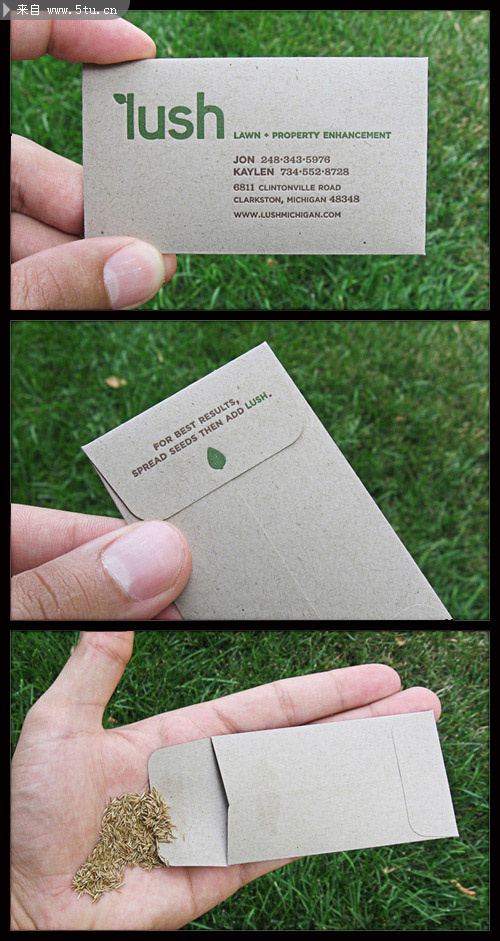 来自 www.5tu.cn
lush LAWN + PROPERTY ENHANCEMENT
JON 248·343·5976
KAYLEN 734·552·8728
6811 CLINTONVILLE ROAD
CLARKSTON, MICHIGAN 48348
WWW.LUSHMICHIGAN.COM
FOR BEST RESULTS,
SPREAD SEEDS THEN ADD LUSH.